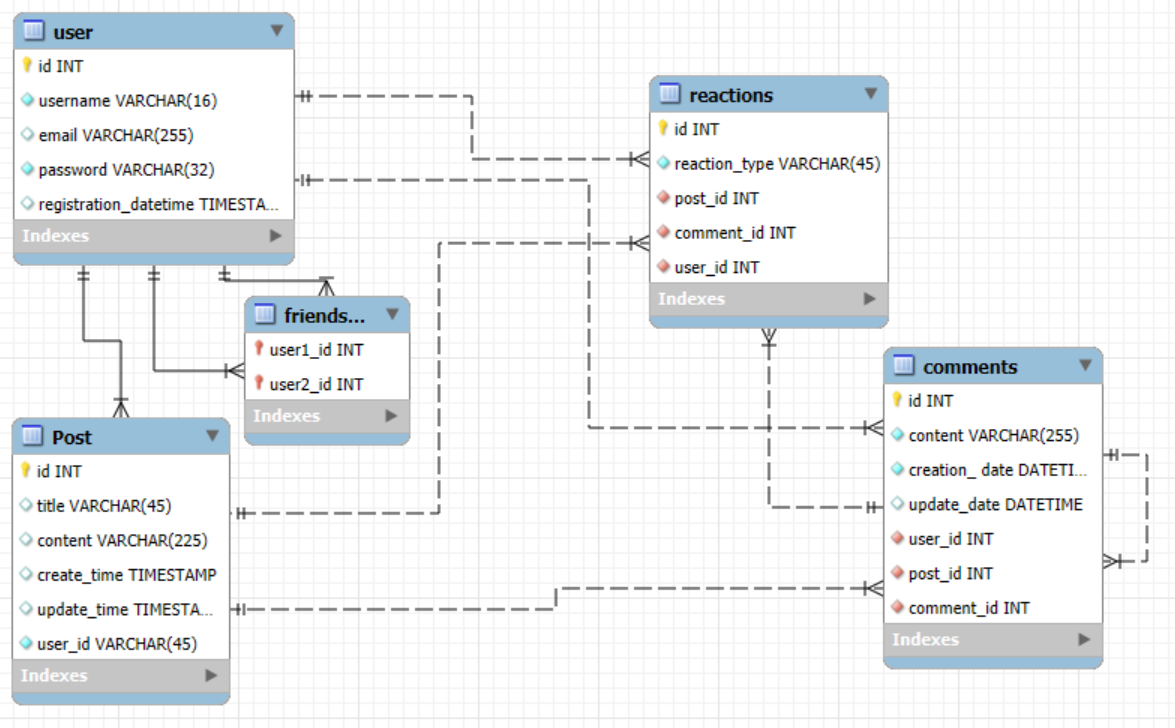 user
id INT
username VARCHAR(16)
email VARCHAR(255)
password VARCHAR(32)
registration_datetime TIMESTA...
Indexes
reactions
id INT
reaction_type VARCHAR(45)
post_id INT
comment_id INT
user_id INT
Indexes
friends...
user1_id INT
user2_id INT
Indexes
comments
id INT
content VARCHAR(255)
creation_ date DATETI...
update_date DATETIME
user_id INT
post_id INT
comment_id INT
Indexes
Post
id INT
title VARCHAR(45)
content VARCHAR(225)
create_time TIMESTAMP
update_time TIMESTA...
user_id VARCHAR(45)
Indexes